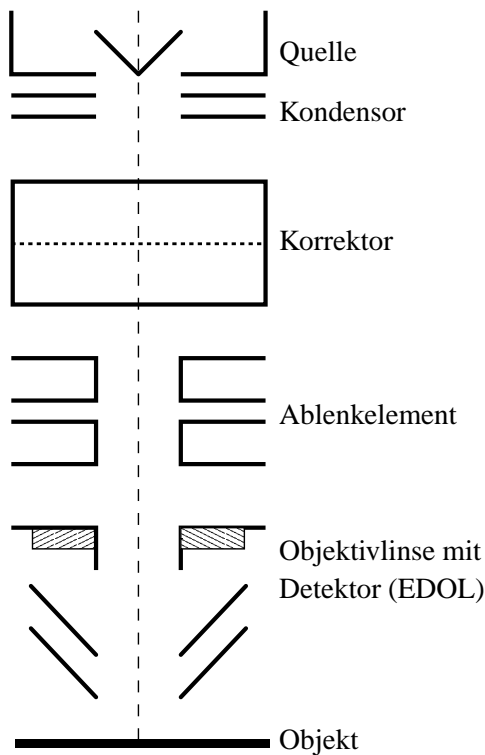 Quelle
Kondensor
Korrektor
Ablenkelement
Objektivlinse mit
Detektor (EDOL)
Objekt